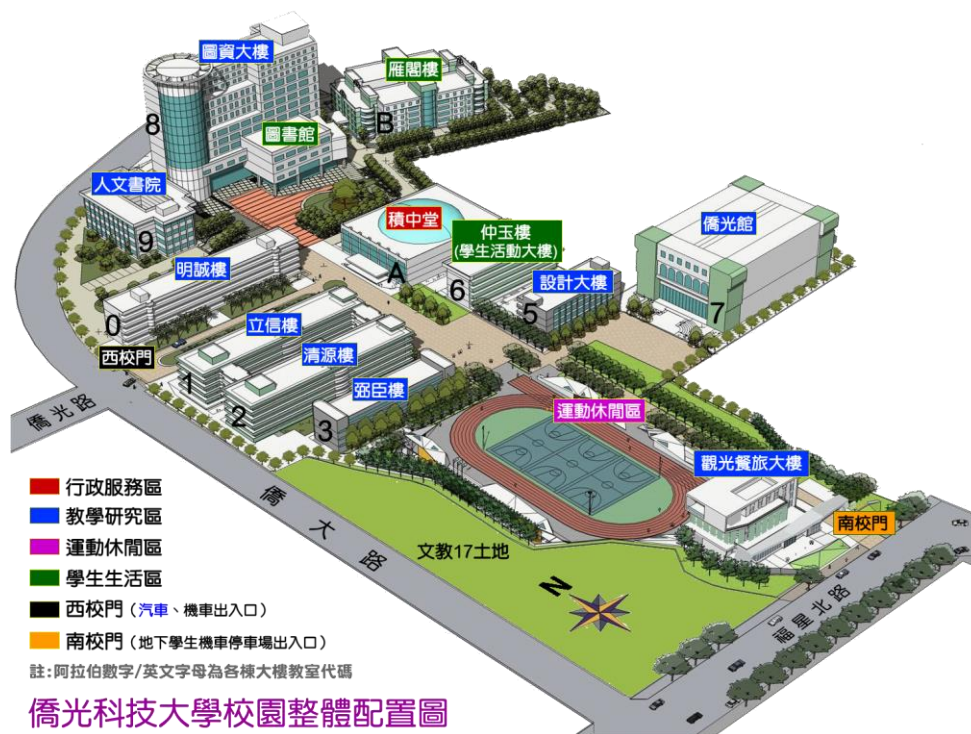 圖資大樓
雁閣樓
8
B
圖書館
人文書院
9
積中堂
A
仲玉樓
(學生活動大樓)
6
設計大樓
5
僑光館
7
明誠樓
0
西校門
立信樓
1
清源樓
2
弼臣樓
3
運動休閒區
觀光餐旅大樓
南校門
僑光路
僑大路
福星北路
文教17土地
N
行政服務區
教學研究區
運動休閒區
學生生活區
西校門(汽車、機車出入口)
南校門(地下學生機車停車場出入口)
註:阿拉伯數字/英文字母為各棟大樓教室代碼
僑光科技大學校園整體配置圖